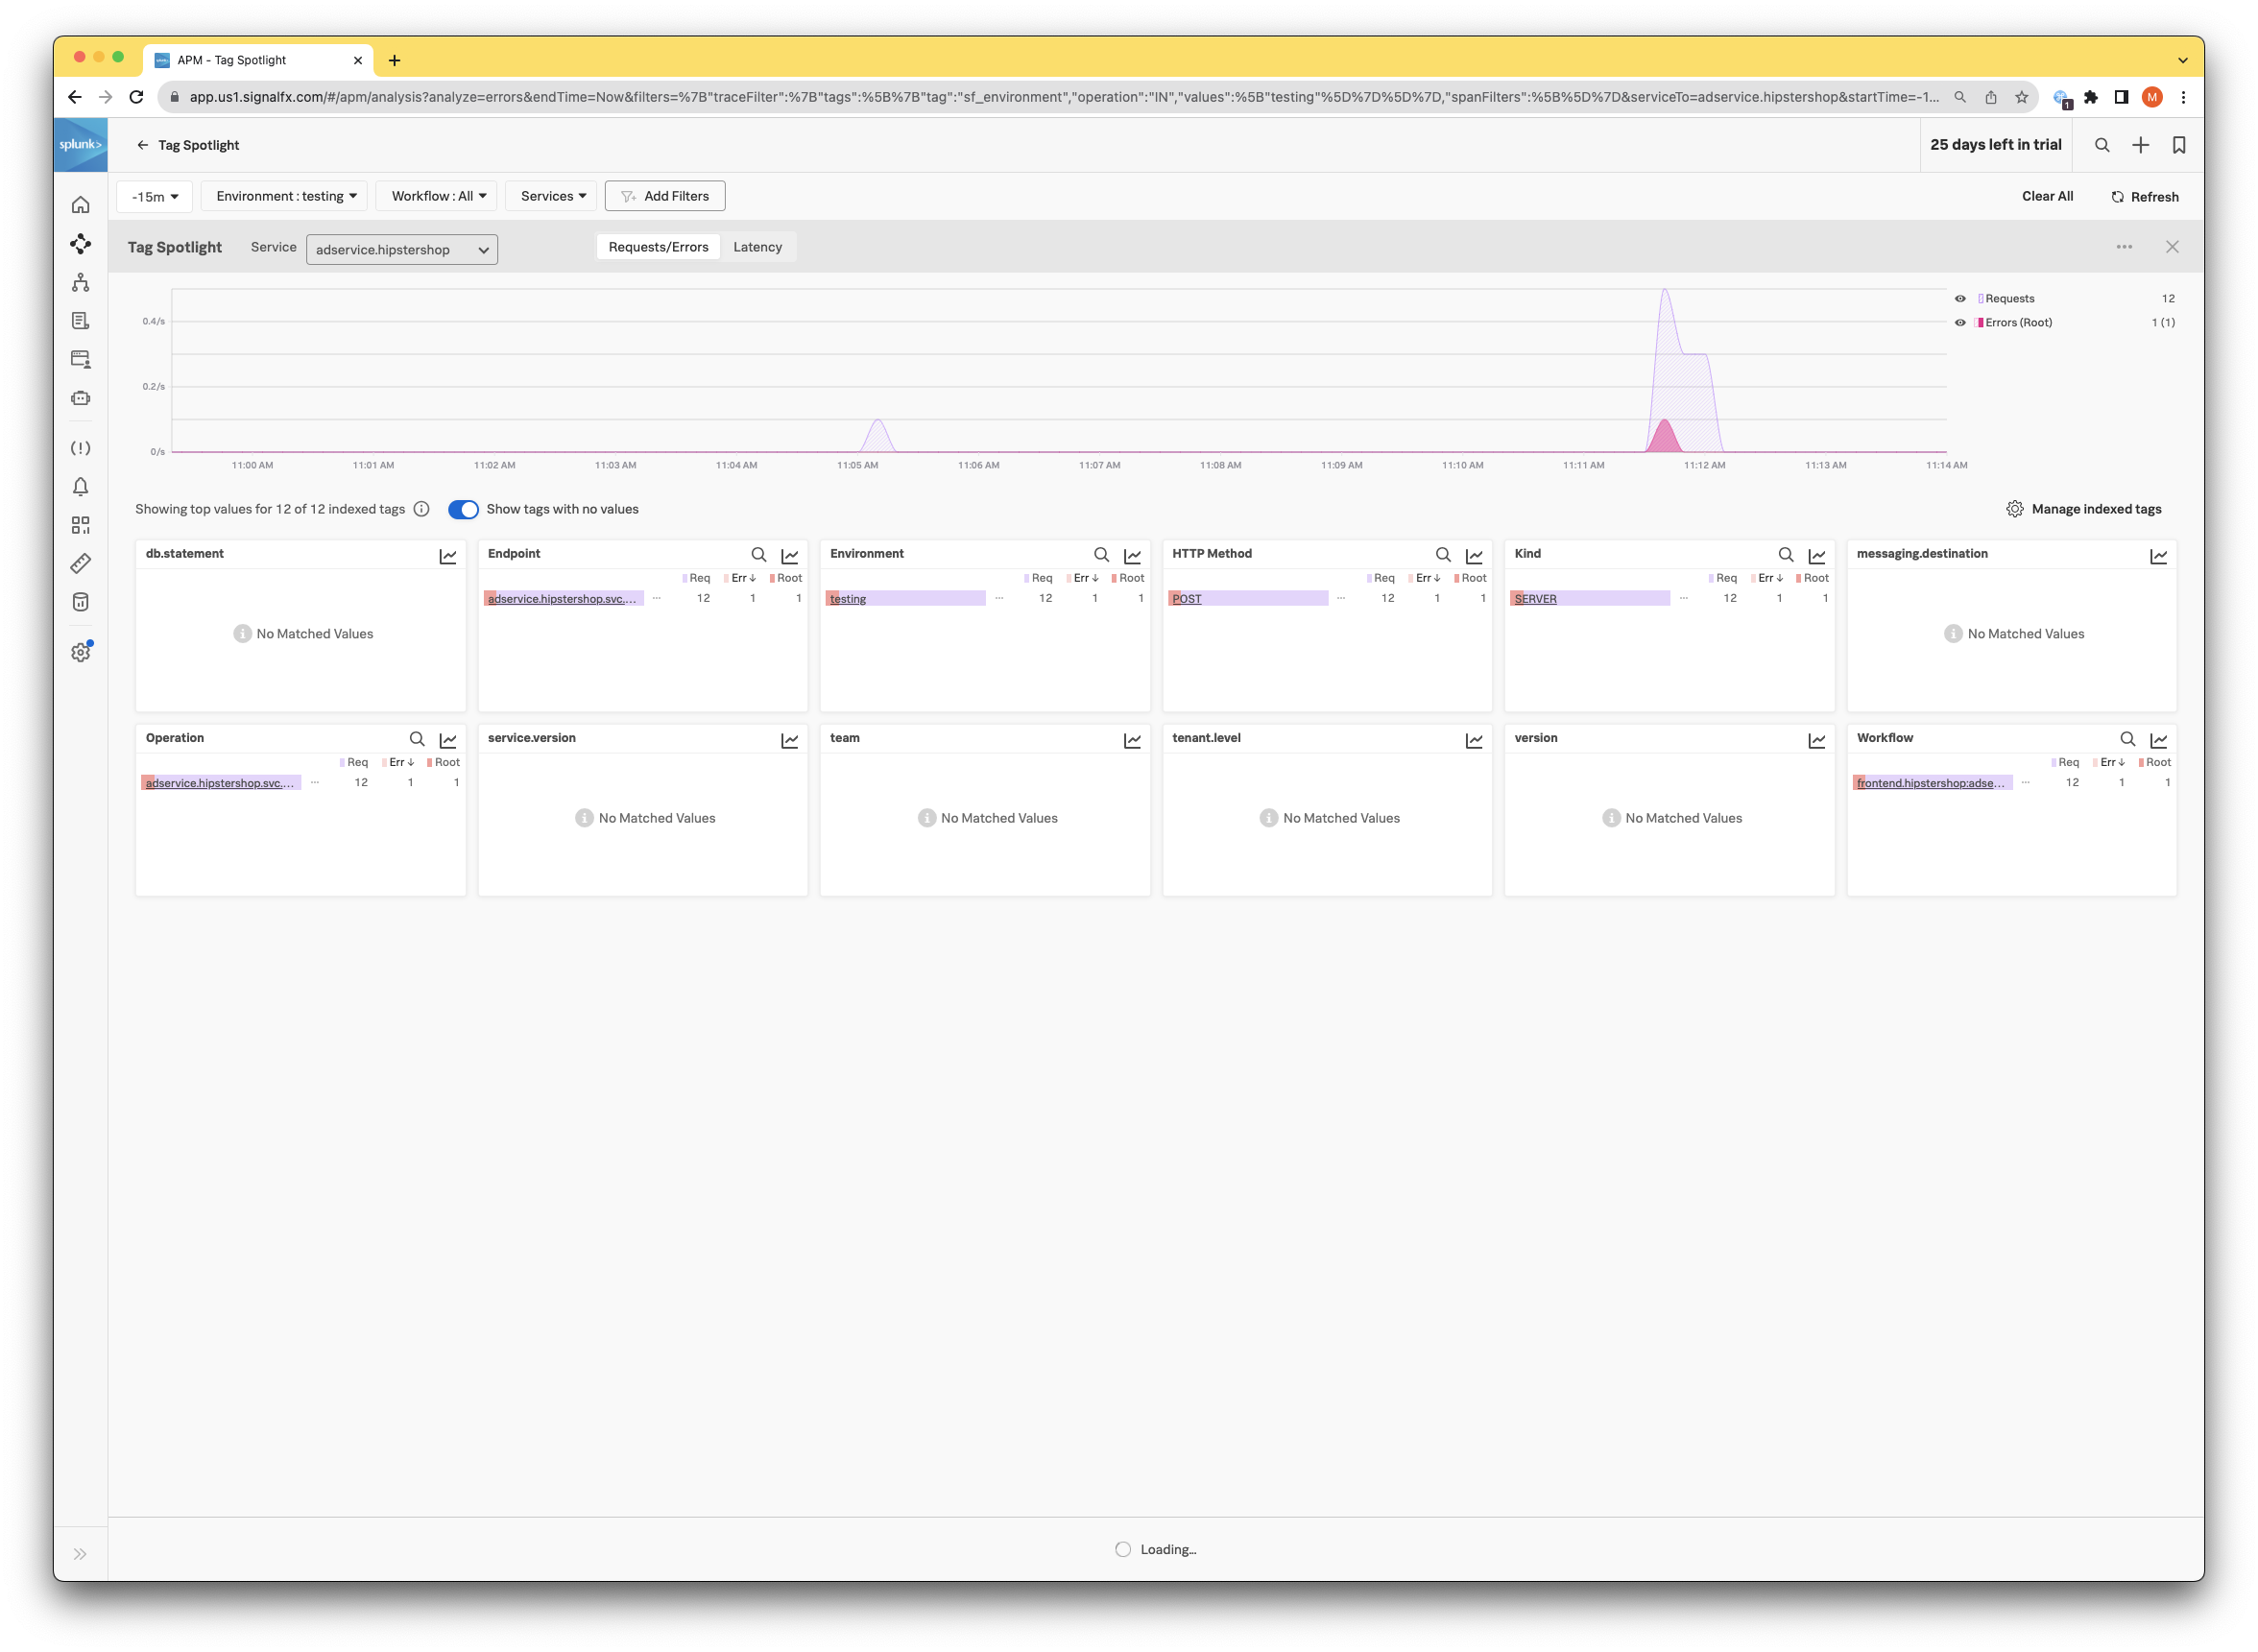 APM - Tag Spotlight
app.us1.signalfx.com/#/apm/analysis?analyze=errors&endTime=Now&filters=%7B"traceFilter":%7B"tags":%5B%7B"tag":"sf_environment","operation":"IN","values":%5B"testing"%5D%7D%5D%7D,"spanFilters":%5B%5D%7D&serviceTo=adservice.hipstershop&startTime=-1...
1
M
splunk>
Tag Spotlight
25 days left in trial
-15m
Environment : testing
Workflow : All
Services
Add Filters
Clear All
Refresh
Tag Spotlight
Service
adservice.hipstershop
Requests/Errors
Latency
0.4/s
0.2/s
0/s
11:00 AM 11:01 AM 11:02 AM 11:03 AM 11:04 AM 11:05 AM 11:06 AM 11:07 AM 11:08 AM 11:09 AM 11:10 AM 11:11 AM 11:12 AM 11:13 AM 11:14 AM
Requests 12
Errors (Root) 1 (1)
Showing top values for 12 of 12 indexed tags
Show tags with no values
Manage indexed tags
db.statement
No Matched Values
Endpoint
Req Err ↓ Root
adservice.hipstershop.svc.... ... 12 1 1
Environment
Req Err ↓ Root
testing ... 12 1 1
HTTP Method
Req Err ↓ Root
POST ... 12 1 1
Kind
Req Err ↓ Root
SERVER ... 12 1 1
messaging.destination
No Matched Values
Operation
Req Err ↓ Root
adservice.hipstershop.svc.... ... 12 1 1
service.version
No Matched Values
team
No Matched Values
tenant.level
No Matched Values
version
No Matched Values
Workflow
Req Err ↓ Root
frontend.hipstershop:adse... ... 12 1 1
Loading...